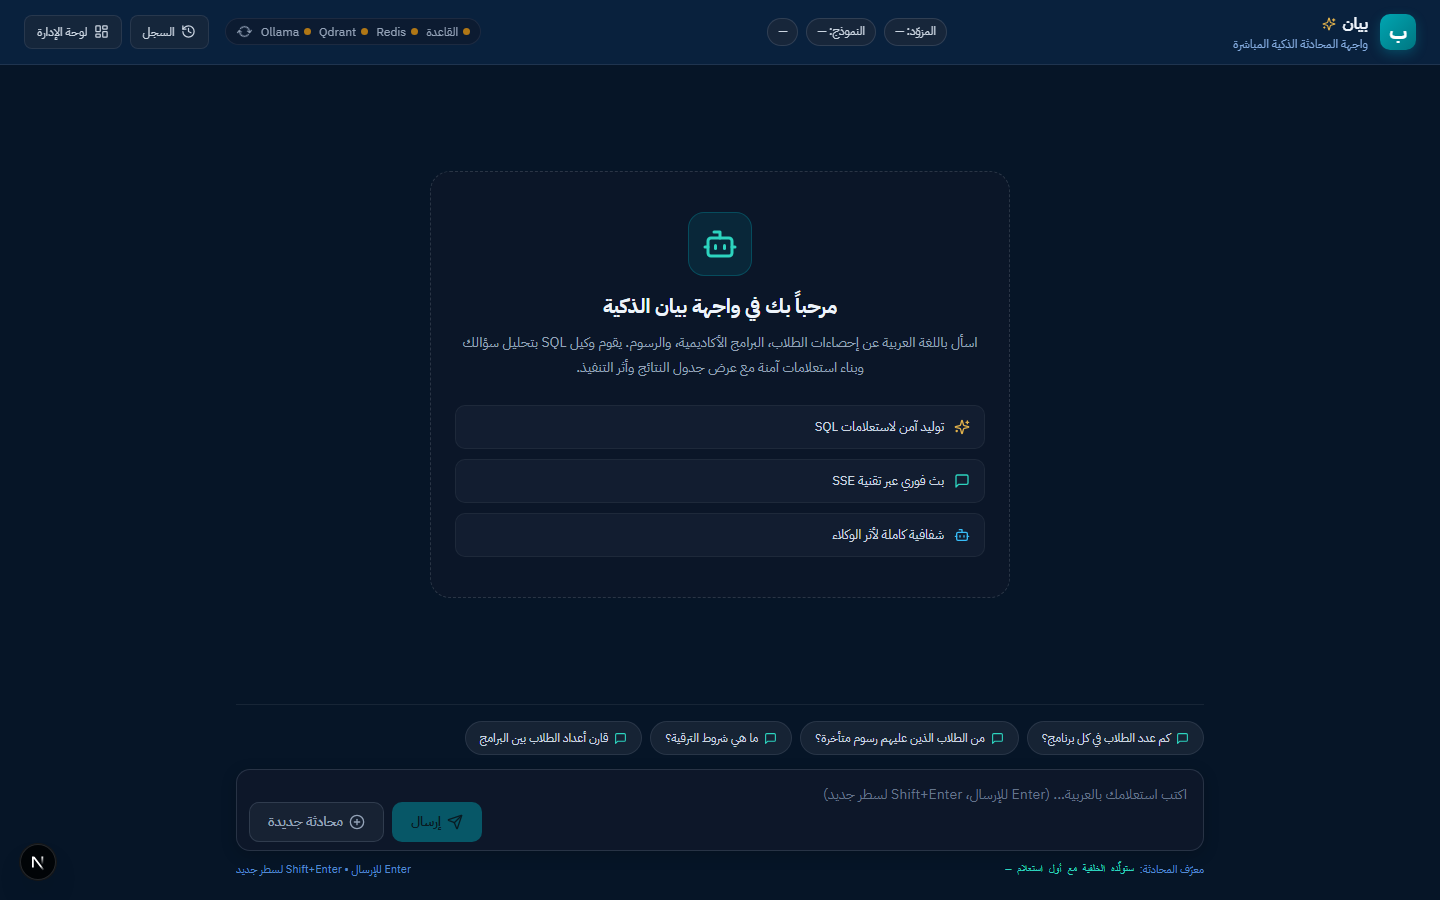 ب
بيان
واجهة المحادثة الذكية المباشرة
المزوّد: —
النموذج: —
—
القاعدة
Redis
Qdrant
Ollama
السجل
لوحة الإدارة
مرحباً بك في واجهة بيان الذكية
اسأل باللغة العربية عن إحصاءات الطلاب، البرامج الأكاديمية، والرسوم. يقوم وكيل SQL بتحليل سؤالك
وبناء استعلامات آمنة مع عرض جدول النتائج وأثر التنفيذ.
توليد آمن لاستعلامات SQL
بث فوري عبر تقنية SSE
شفافية كاملة لأثر الوكلاء
كم عدد الطلاب في كل برنامج؟
من الطلاب الذين عليهم رسوم متأخرة؟
ما هي شروط الترقية؟
قارن أعداد الطلاب بين البرامج
اكتب استعلامك بالعربية... (Enter للإرسال، Shift+Enter لسطر جديد)
إرسال
محادثة جديدة
معرّف المحادثة: ستولّده الخلفية مع أول استعلام —
Enter للإرسال • Shift+Enter لسطر جديد
N